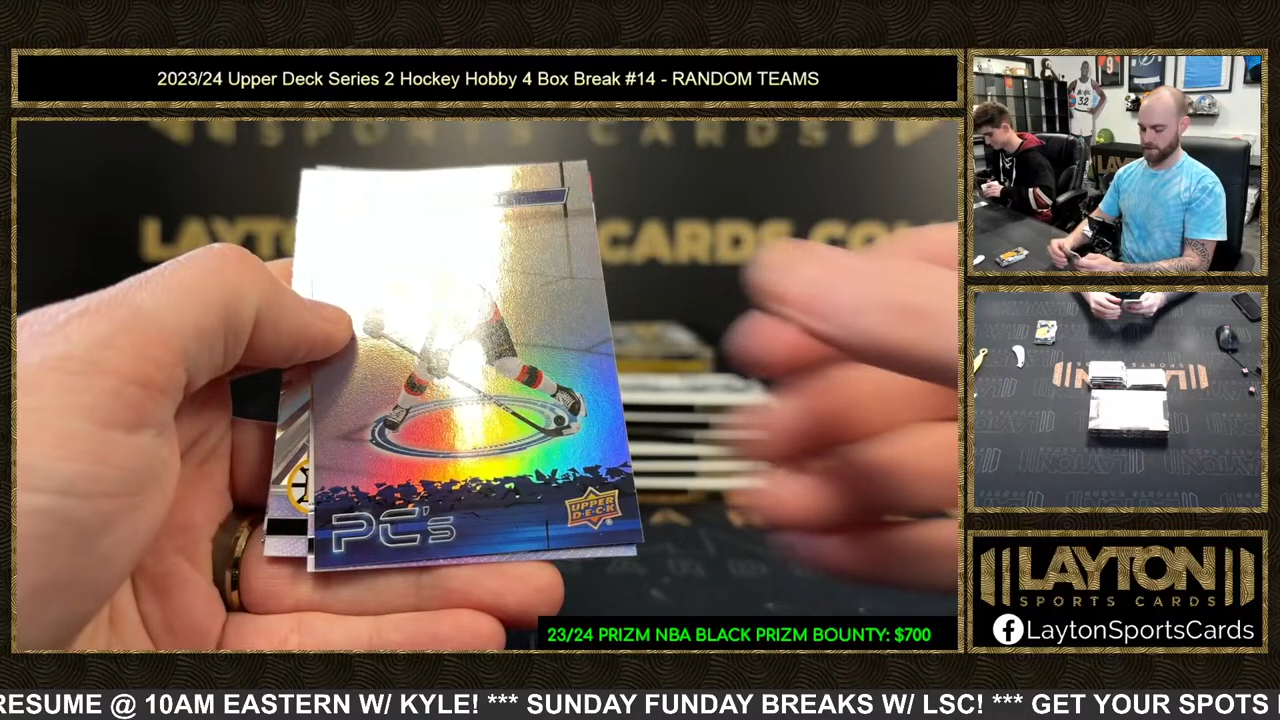 2023/24 Upper Deck Series 2 Hockey Hobby 4 Box Break #14 - RANDOM TEAMS
PC's
UPPER
D·E·C·K
23/24 PRIZM NBA BLACK PRIZM BOUNTY: $700
LAYTON
SPORTS CARDS
LaytonSportsCards
RESUME @ 10AM EASTERN W/ KYLE! *** SUNDAY FUNDAY BREAKS W/ LSC! *** GET YOUR SPOTS